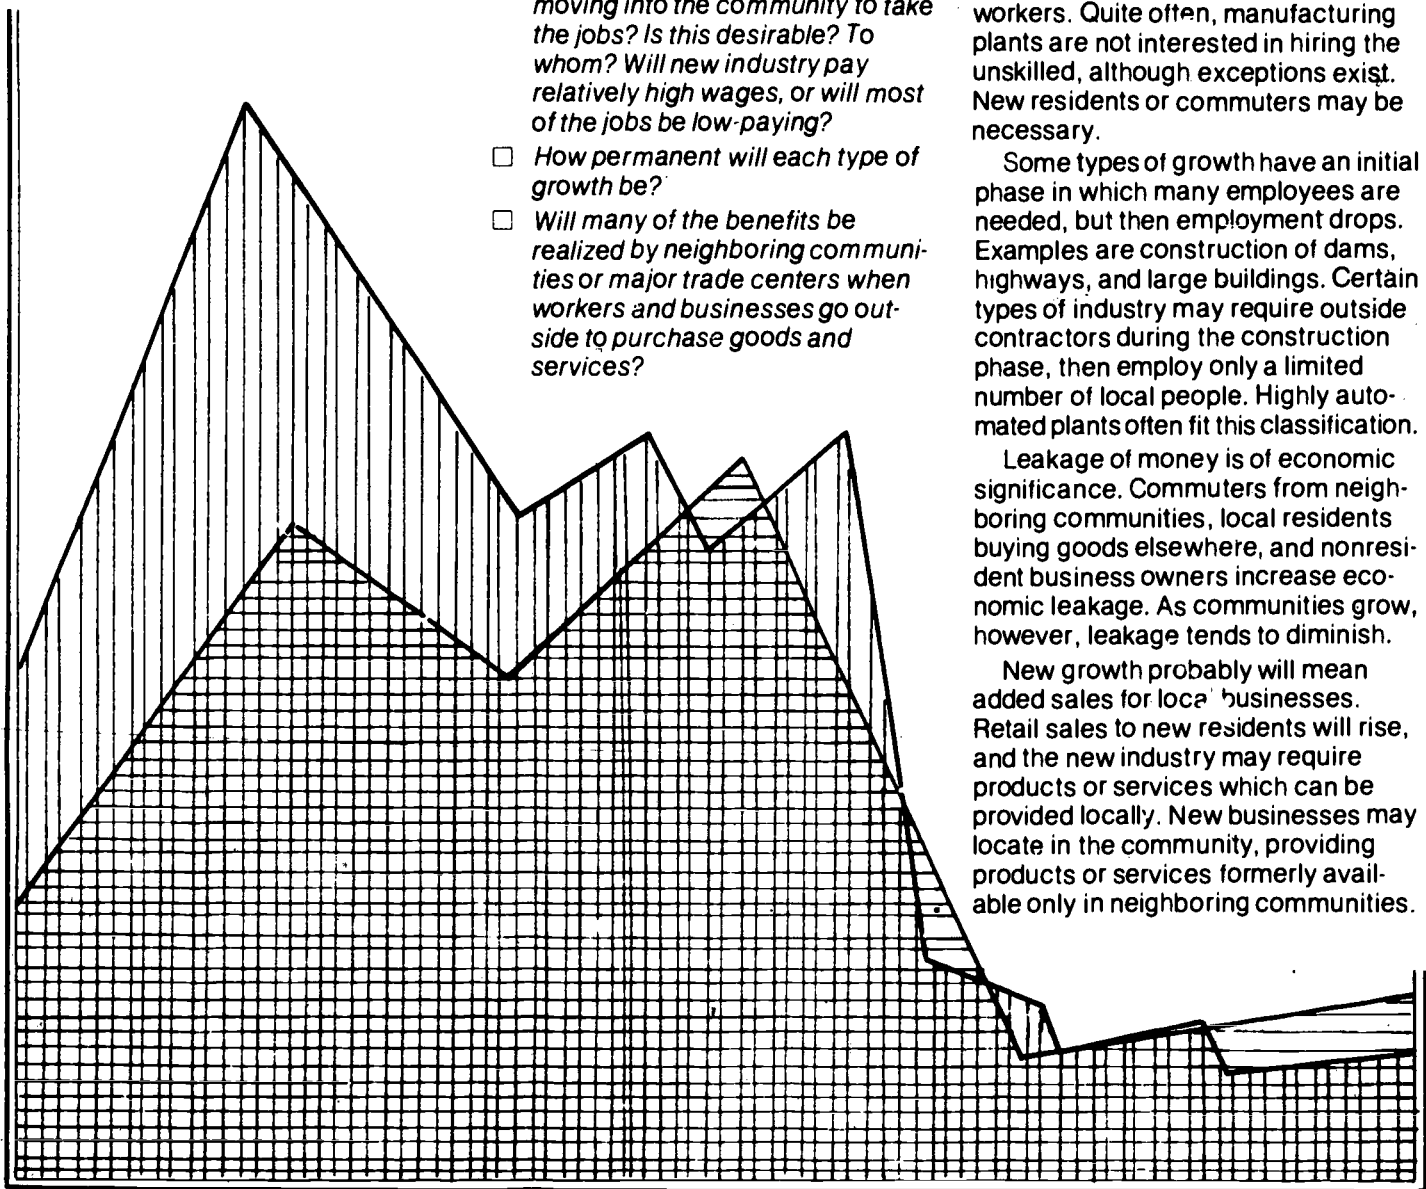 moving into the community to take
the jobs? Is this desirable? To
whom? Will new industry pay
relatively high wages, or will most
of the jobs be low-paying?
☐ How permanent will each type of
growth be?
☐ Will many of the benefits be
realized by neighboring communi-
ties or major trade centers when
workers and businesses go out-
side to purchase goods and
services?
workers. Quite often, manufacturing
plants are not interested in hiring the
unskilled, although exceptions exist.
New residents or commuters may be
necessary.
Some types of growth have an initial
phase in which many employees are
needed, but then employment drops.
Examples are construction of dams,
highways, and large buildings. Certain
types of industry may require outside
contractors during the construction
phase, then employ only a limited
number of local people. Highly auto-
mated plants often fit this classification.
Leakage of money is of economic
significance. Commuters from neigh-
boring communities, local residents
buying goods elsewhere, and nonresi-
dent business owners increase eco-
nomic leakage. As communities grow,
however, leakage tends to diminish.
New growth probably will mean
added sales for local businesses.
Retail sales to new residents will rise,
and the new industry may require
products or services which can be
provided locally. New businesses may
locate in the community, providing
products or services formerly avail-
able only in neighboring communities.